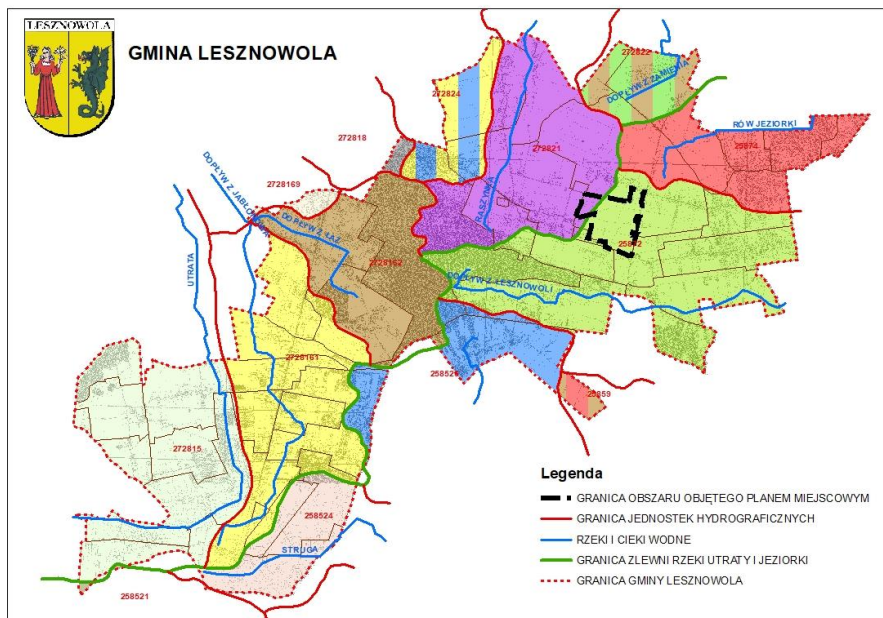 LESZNOWOLA
GMINA LESZNOWOLA
272822
272824
DOPŁYW Z ZAMIENIA
RÓW JEZIORKI
25874
272818
272821
DOPŁYW Z JABŁONOWA
2728169
RASZYNKA
DOPŁYW Z ŁAZ
25872
UTRATA
2728162
DOPŁYW Z LESZNOWOLI
2728161
25859
272815
258524
STRUGA
258521
Legenda
GRANICA OBSZARU OBJĘTEGO PLANEM MIEJSCOWYM
GRANICA JEDNOSTEK HYDROGRAFICZNYCH
RZEKI I CIEKI WODNE
GRANICA ZLEWNI RZEKI UTRATY I JEZIORKI
GRANICA GMINY LESZNOWOLA